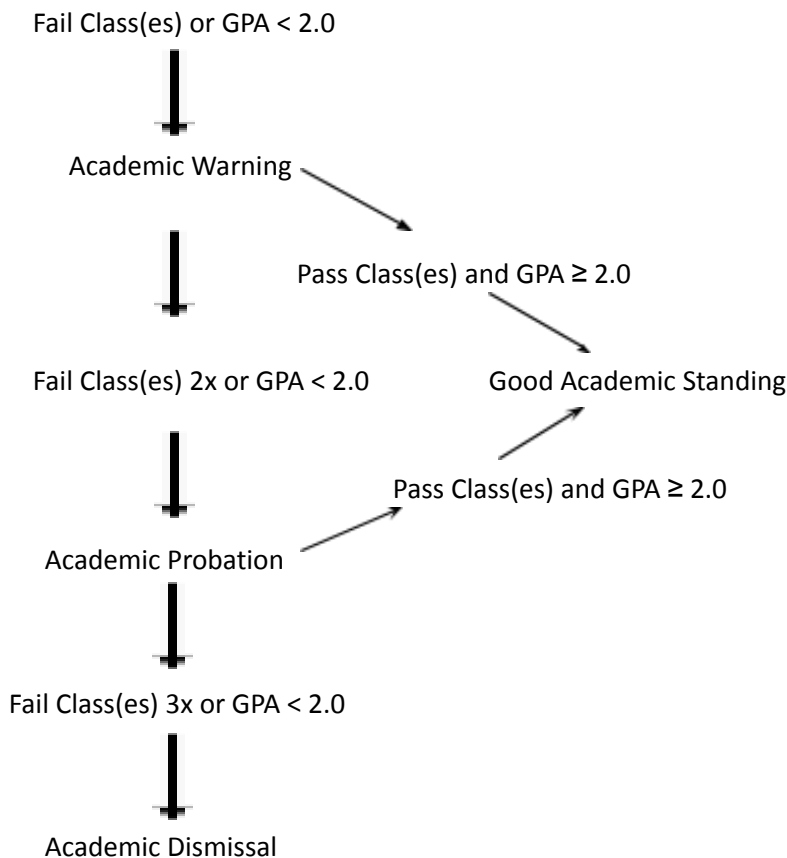 Fail Class(es) or GPA < 2.0
Academic Warning
Pass Class(es) and GPA ≥ 2.0
Fail Class(es) 2x or GPA < 2.0
Good Academic Standing
Pass Class(es) and GPA ≥ 2.0
Academic Probation
Fail Class(es) 3x or GPA < 2.0
Academic Dismissal